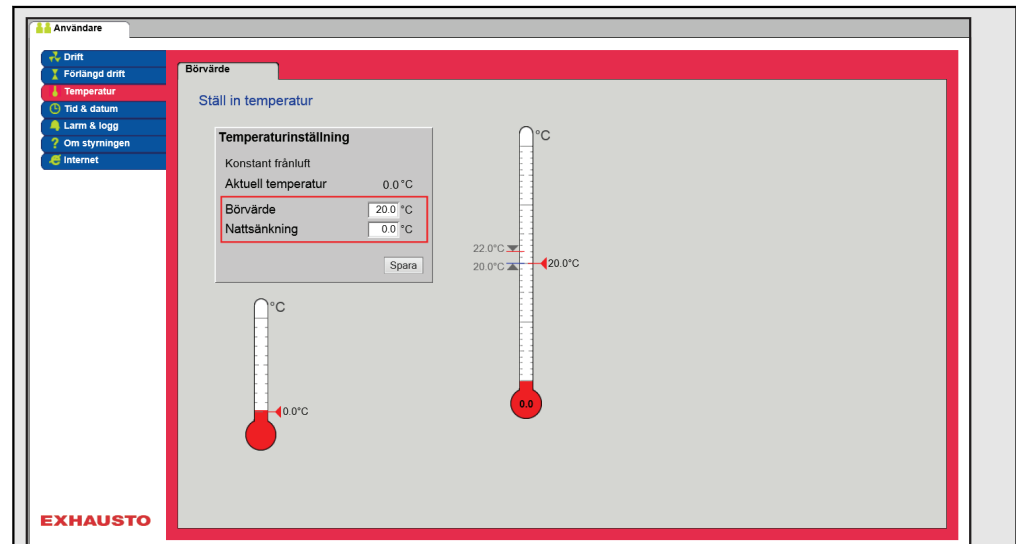 Användare
Drift
Förlängd drift
Temperatur
Tid & datum
Larm & logg
Om styrningen
Internet
Börvärde
Ställ in temperatur
Temperaturinställning
Konstant frånluft
Aktuell temperatur 0.0 °C
Börvärde 20.0 °C
Nattsänkning 0.0 °C
Spara
°C
22.0°C
20.0°C
20.0°C
0.0
°C
0.0°C
EXHAUSTO